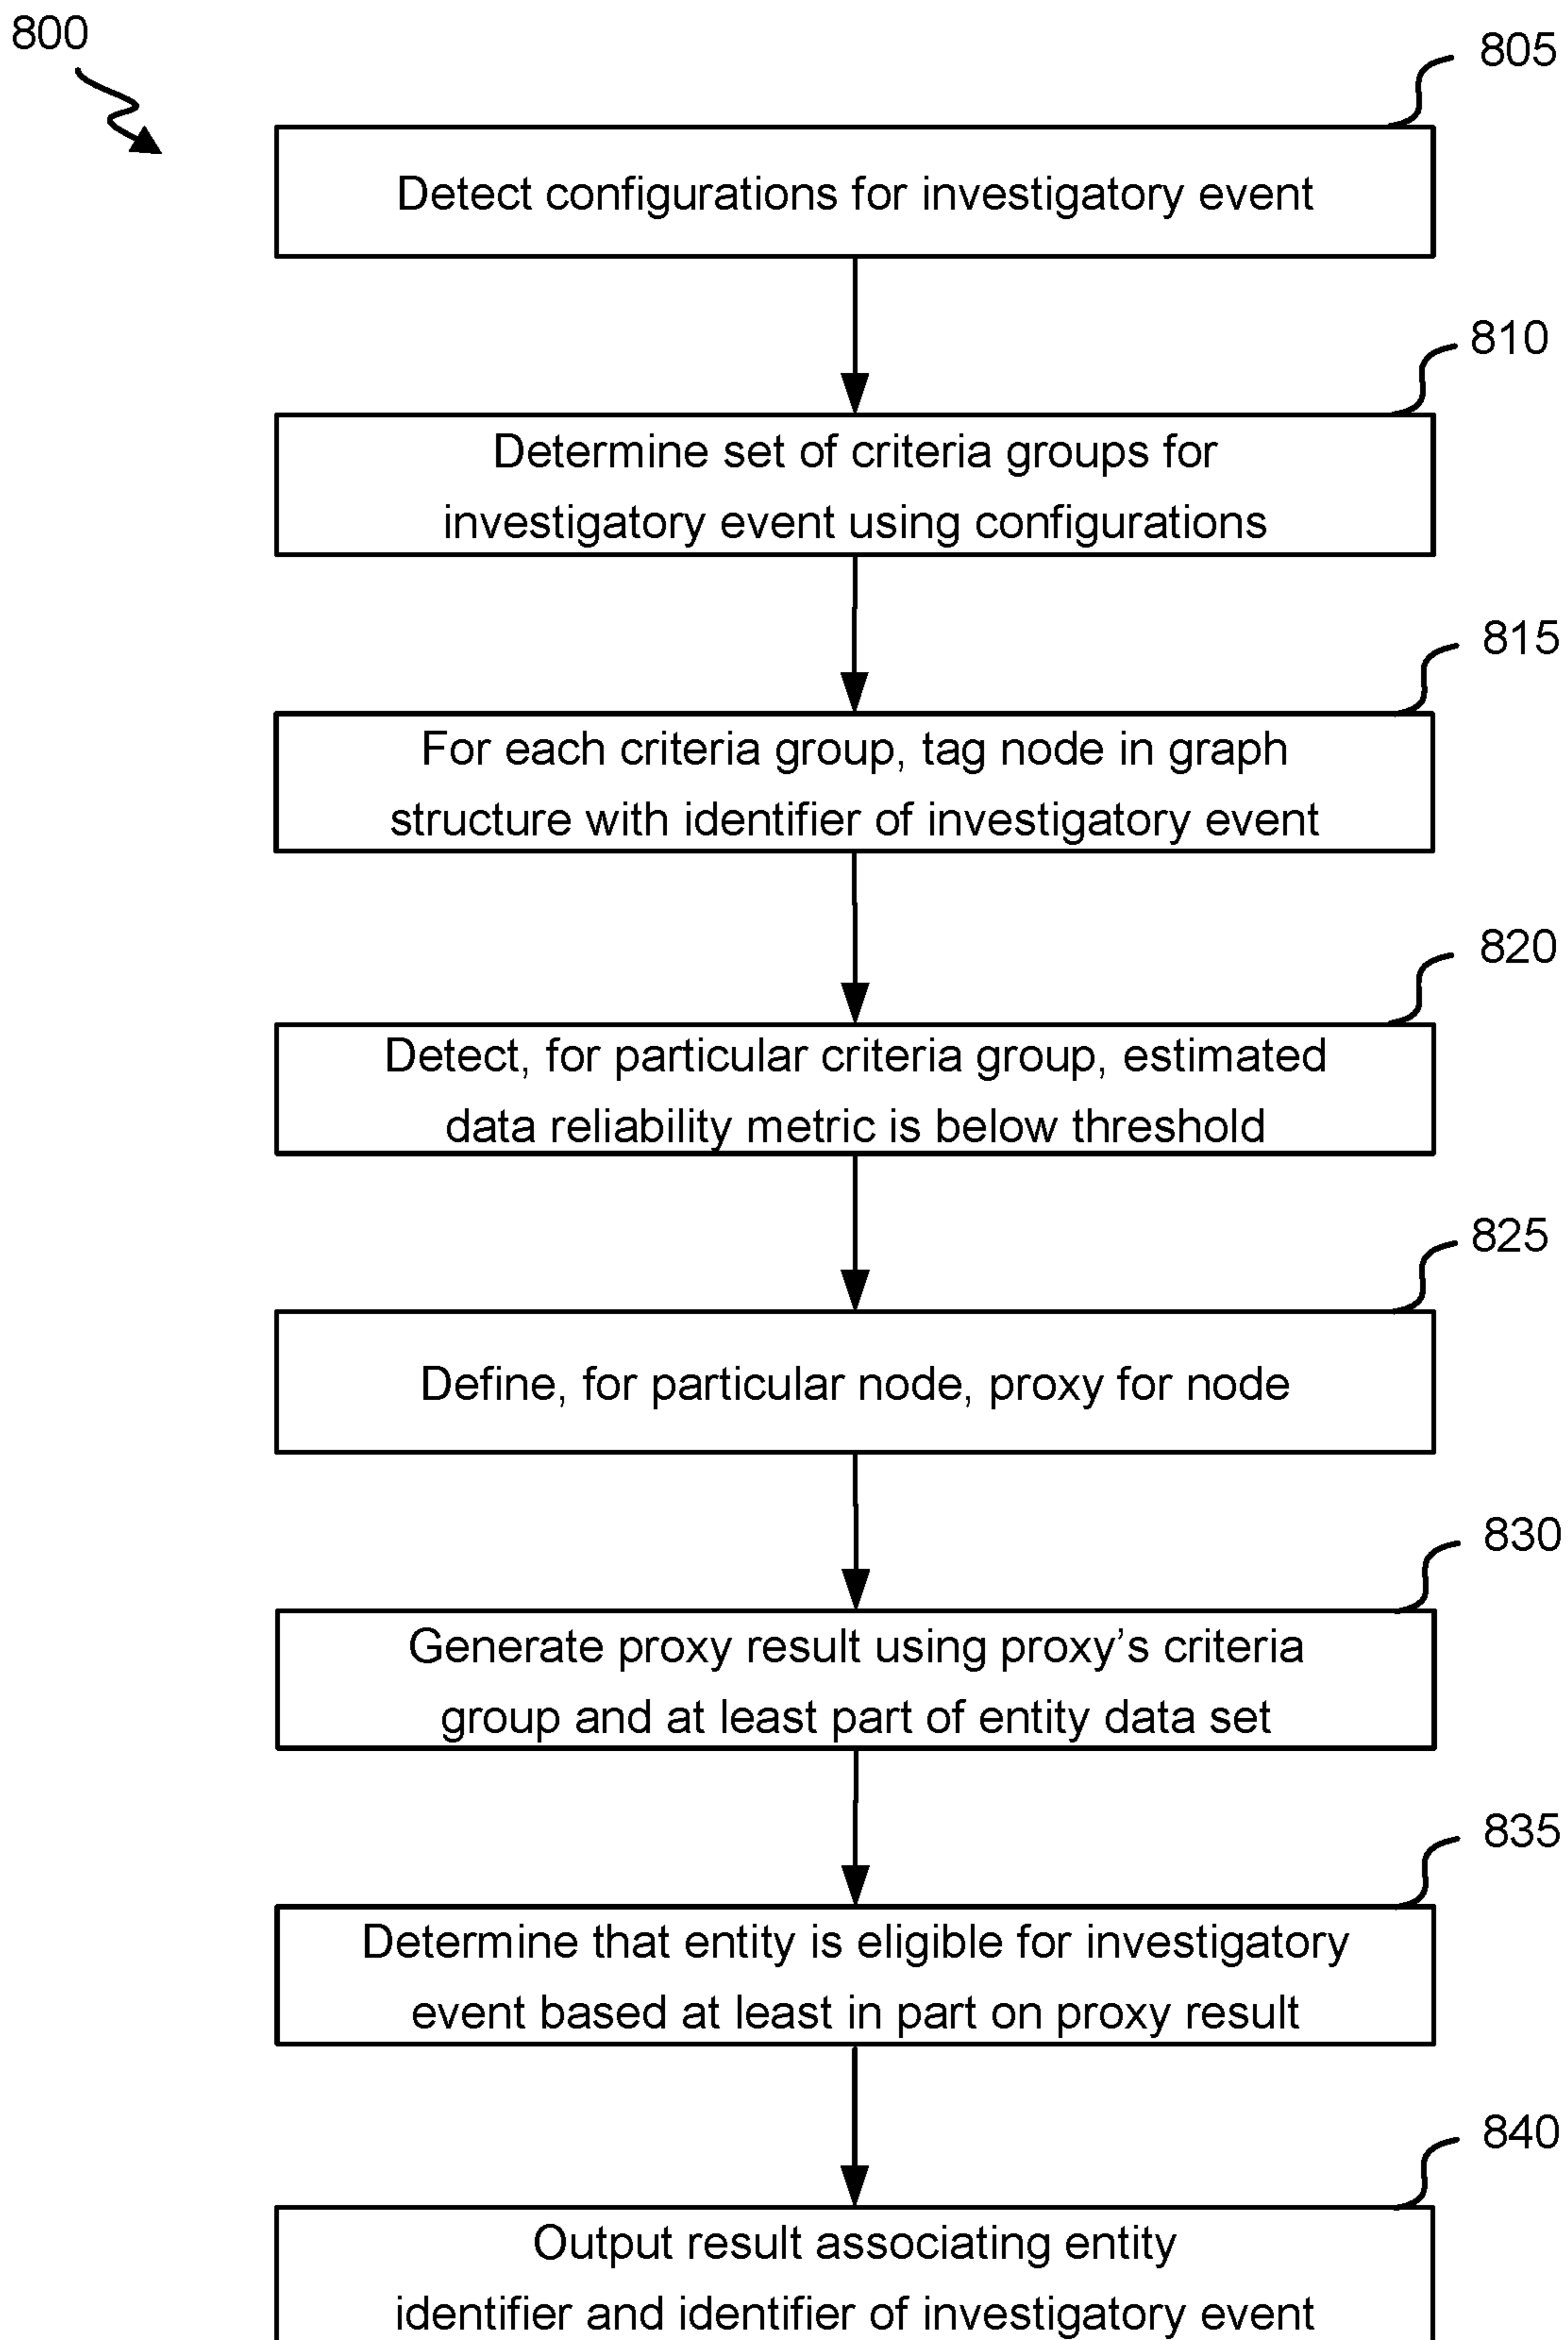 800
805
Detect configurations for investigatory event
810
Determine set of criteria groups for
investigatory event using configurations
815
For each criteria group, tag node in graph
structure with identifier of investigatory event
820
Detect, for particular criteria group, estimated
data reliability metric is below threshold
825
Define, for particular node, proxy for node
830
Generate proxy result using proxy’s criteria
group and at least part of entity data set
835
Determine that entity is eligible for investigatory
event based at least in part on proxy result
840
Output result associating entity
identifier and identifier of investigatory event